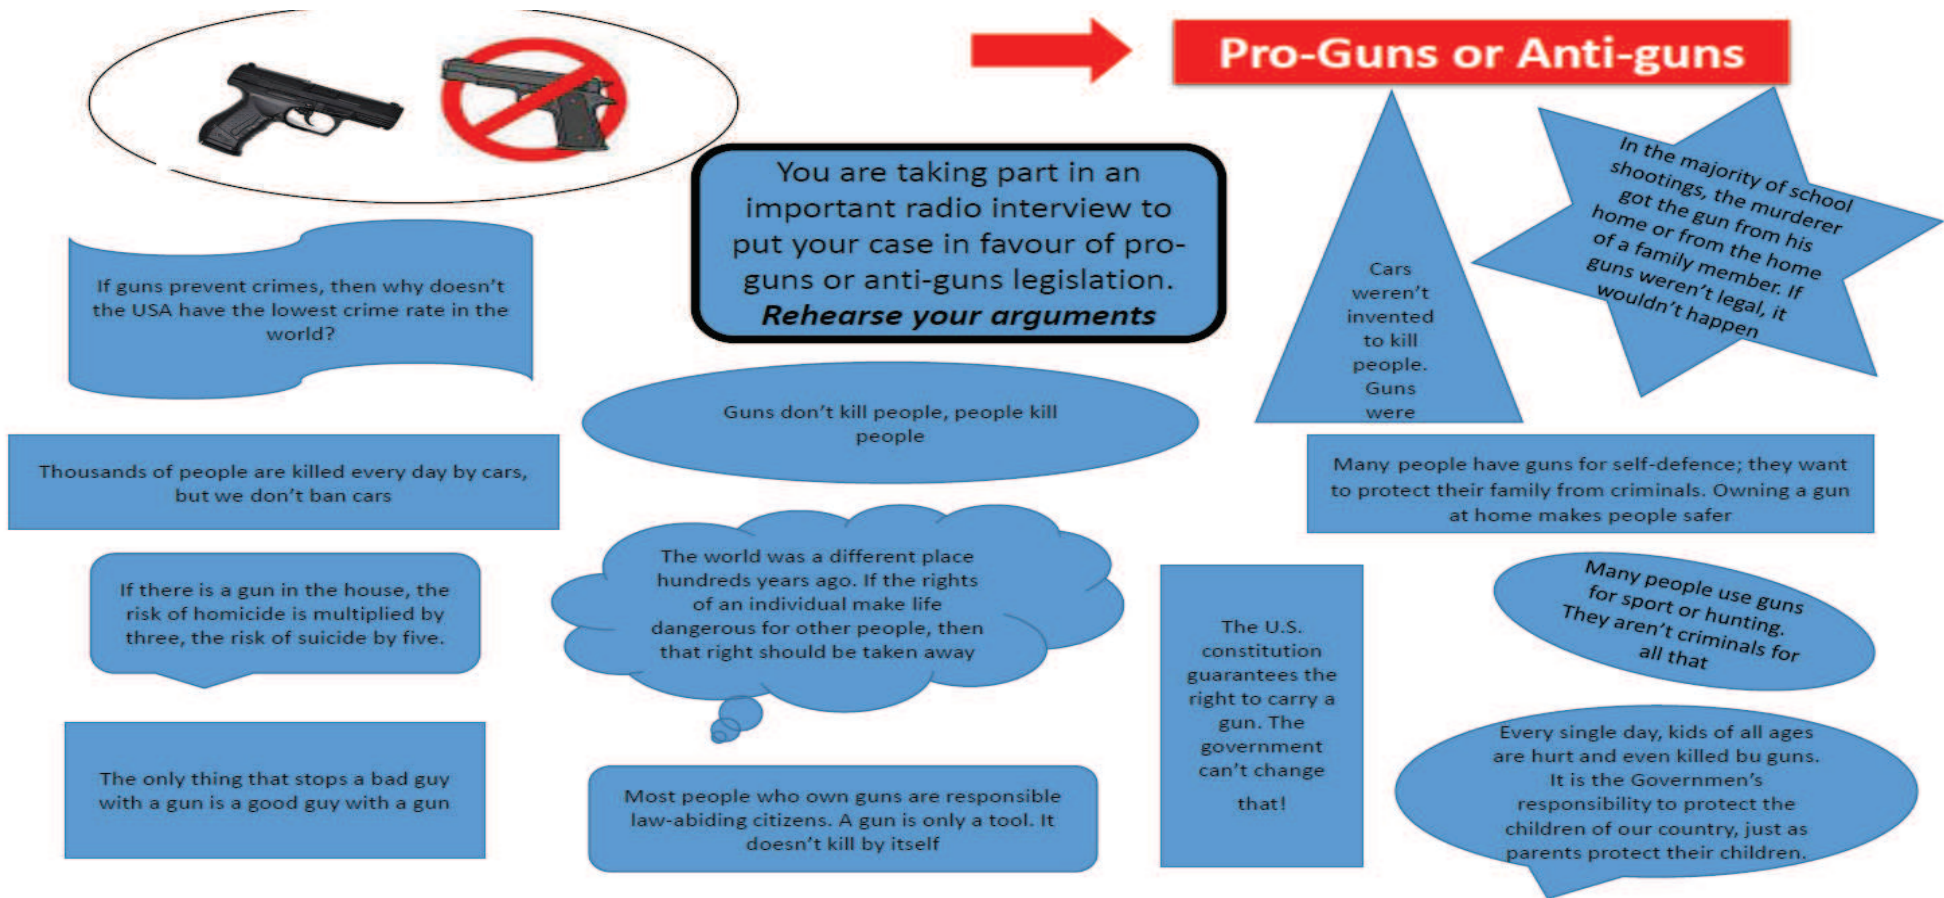 Pro-Guns or Anti-guns
You are taking part in an
important radio interview to
put your case in favour of pro-
guns or anti-guns legislation.
Rehearse your arguments
In the majority of school
shootings, the murderer
got the gun from his
home or from the home
of a family member. If
guns weren't legal, it
wouldn't happen
Cars
weren't
invented
to kill
people.
Guns
were
If guns prevent crimes, then why doesn't
the USA have the lowest crime rate in the
world?
Guns don't kill people, people kill
people
Thousands of people are killed every day by cars,
but we don't ban cars
Many people have guns for self-defence; they want
to protect their family from criminals. Owning a gun
at home makes people safer
If there is a gun in the house, the
risk of homicide is multiplied by
three, the risk of suicide by five.
The world was a different place
hundreds years ago. If the rights
of an individual make life
dangerous for other people, then
that right should be taken away
The U.S.
constitution
guarantees the
right to carry a
gun. The
government
can't change
that!
Many people use guns
for sport or hunting.
They aren't criminals for
all that
The only thing that stops a bad guy
with a gun is a good guy with a gun
Most people who own guns are responsible
law-abiding citizens. A gun is only a tool. It
doesn't kill by itself
Every single day, kids of all ages
are hurt and even killed bu guns.
It is the Governmen's
responsibility to protect the
children of our country, just as
parents protect their children.